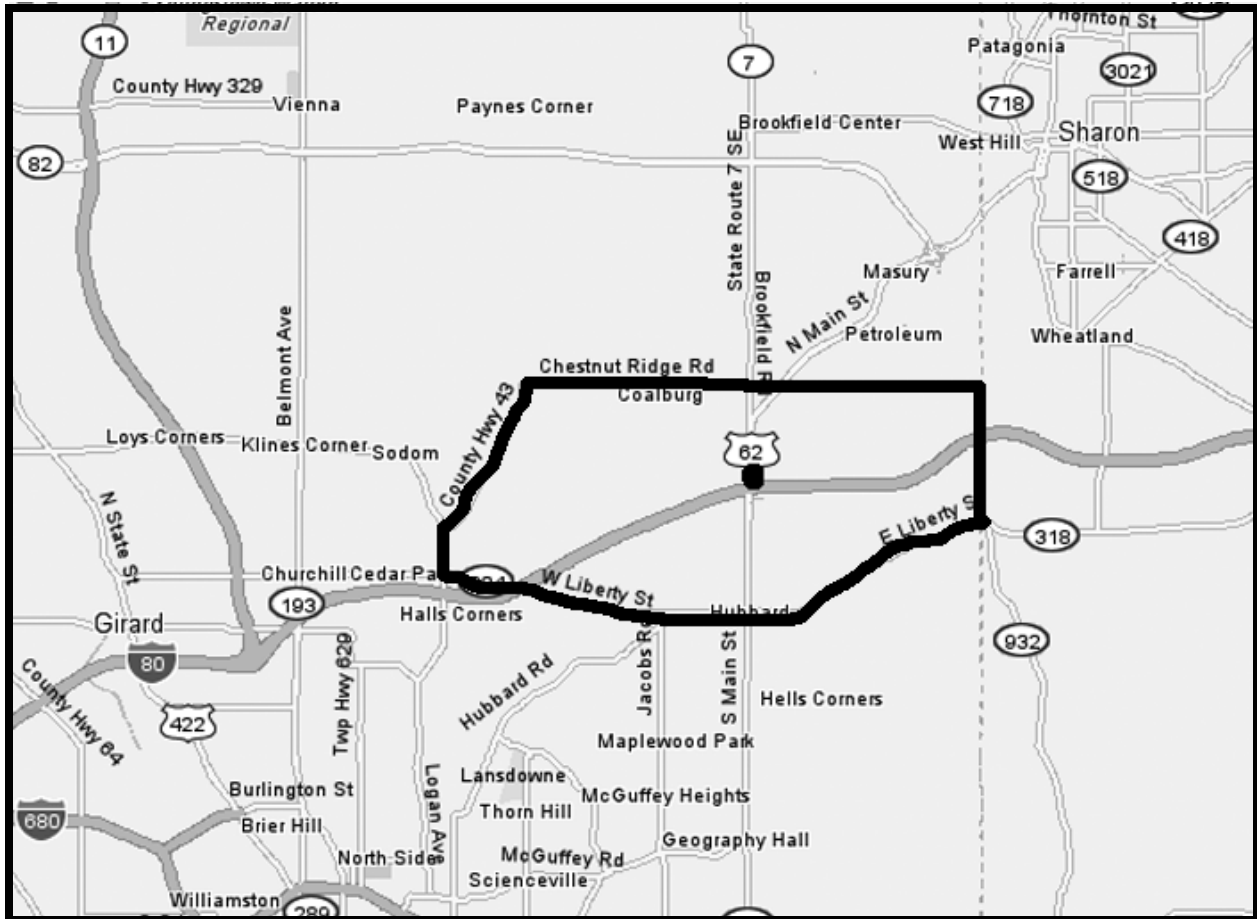 Regional
Thornton St
11
7
Patagonia
3021
County Hwy 329
Vienna
Paynes Corner
718
Brookfield Center
Sharon
West Hill
82
State Route 7 SE
518
418
Masury
Farrell
Belmont Ave
Brookfield
N Main St
Petroleum
Wheatland
Chestnut Ridge Rd
County Hwy 43
Coalburg
Loys Corners
Klines Corner
Sodom
62
N State St
E Liberty S
318
Churchill
Cedar Pa
W Liberty St
193
Halls Corners
Hubbard
Girard
Jacobs Rd
932
80
Twp Hwy 629
Hubbard Rd
S Main St
County Hwy 64
Hells Corners
422
Maplewood Park
Logan Ave
Lansdowne
Burlington St
McGuffey Heights
Thorn Hill
680
Brier Hill
Geography Hall
North Side
McGuffey Rd
Scienceville
Williamston
289